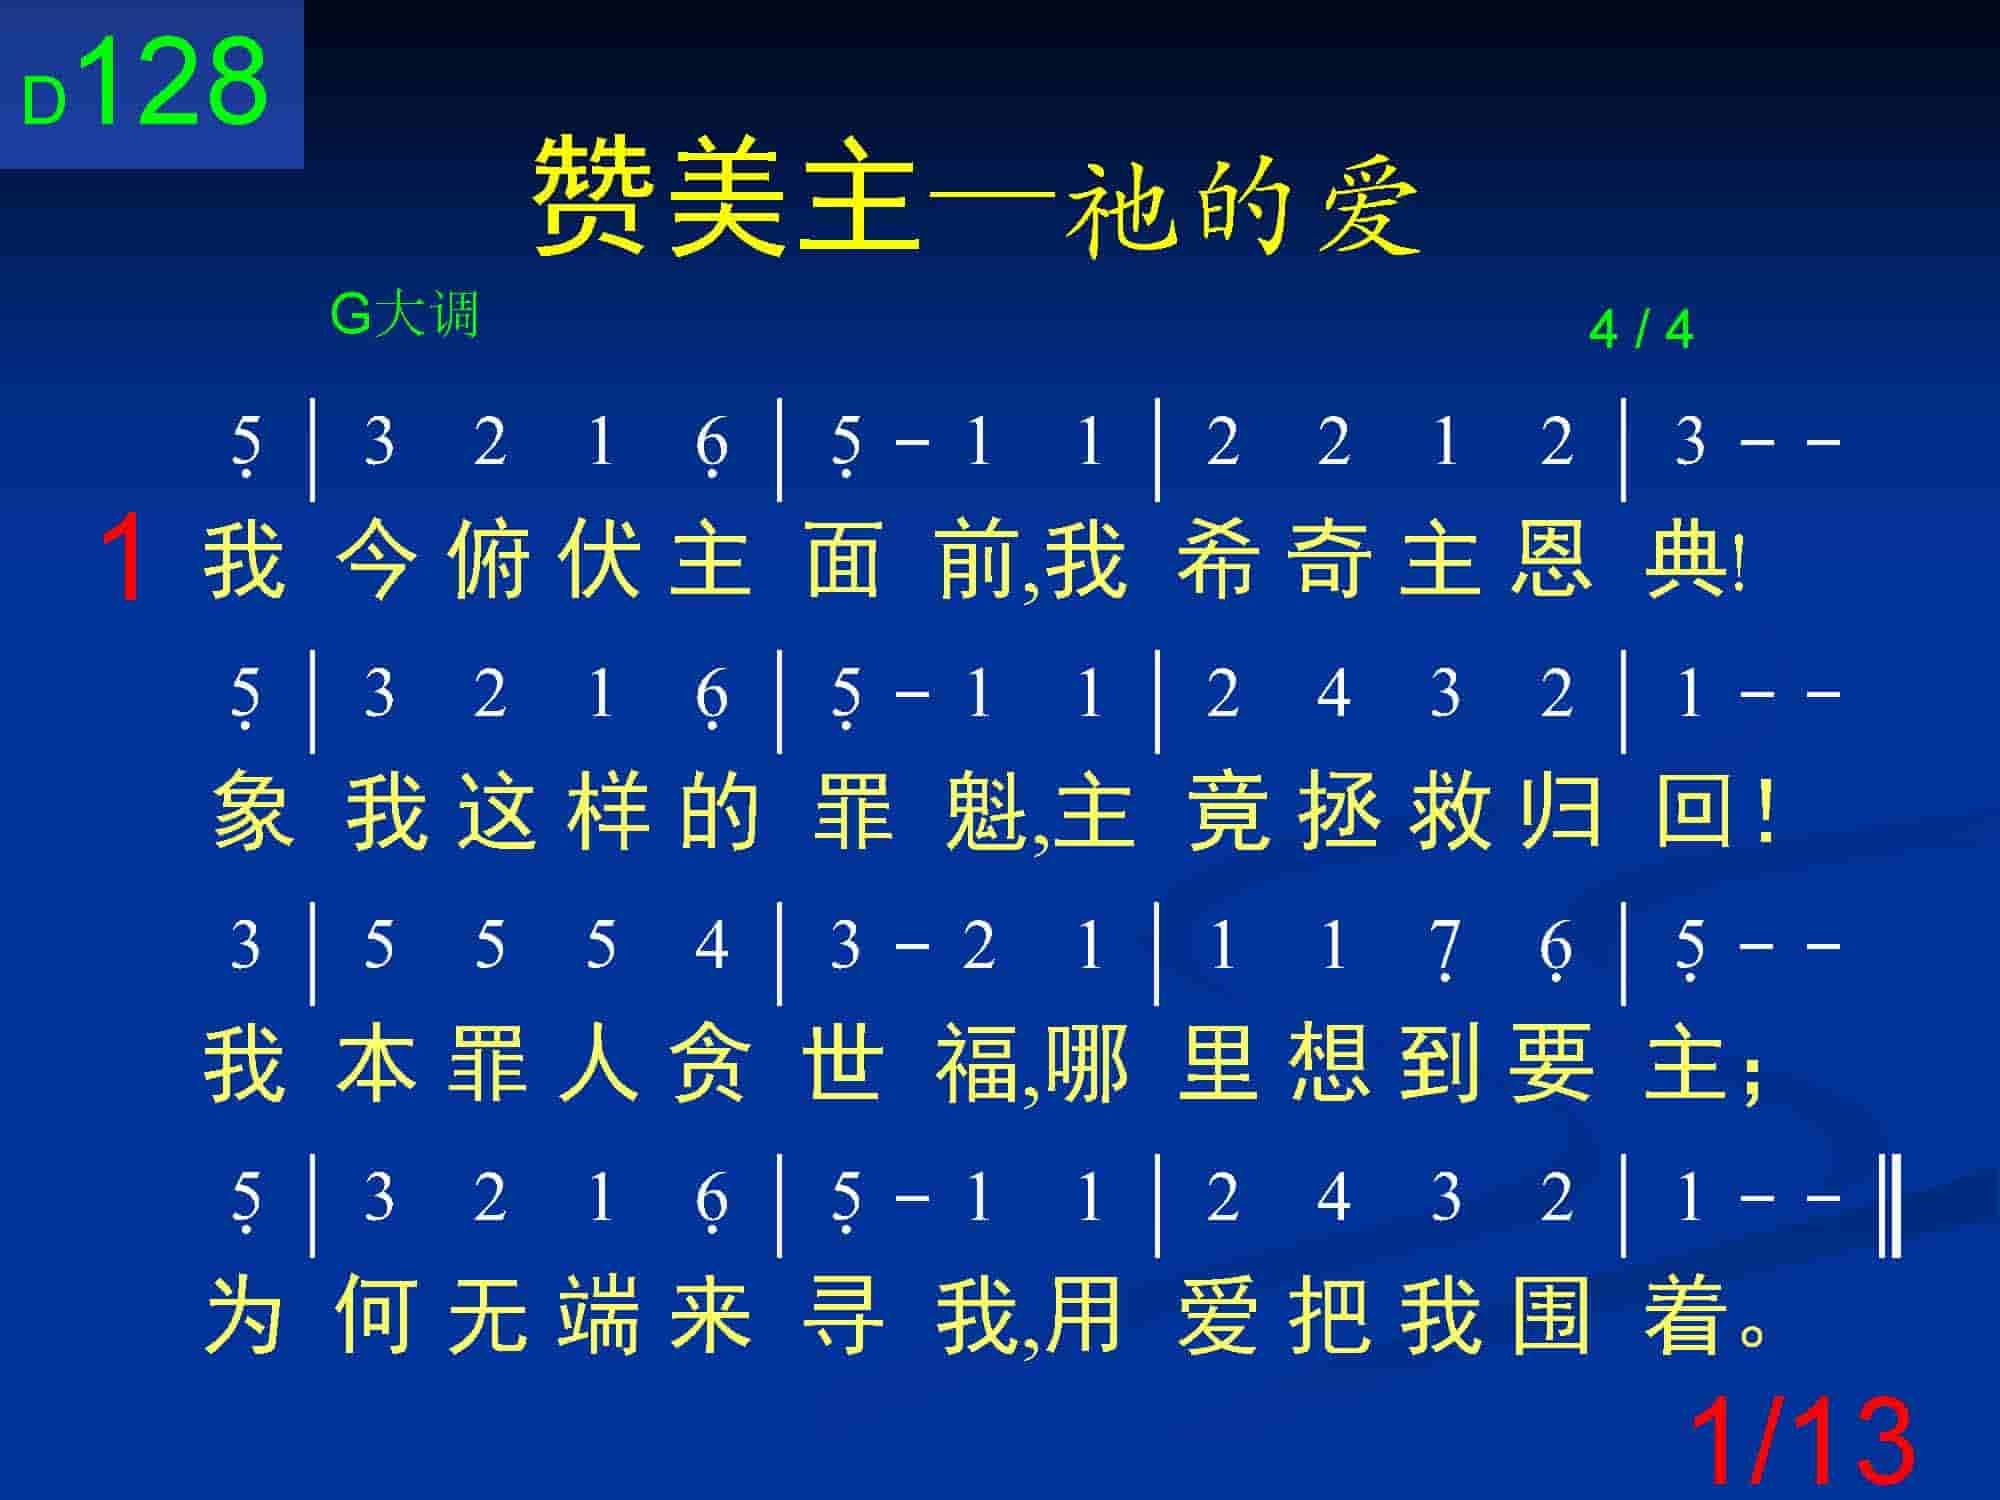 D128
赞美主—祂的爱
G大调 4 / 4
5̣ | 3 2 1 6̣ | 5̣ - 1 1 | 2 2 1 2 | 3 - -
1 我 今 俯 伏 主 面 前,我 希 奇 主 恩 典!
5̣ | 3 2 1 6̣ | 5̣ - 1 1 | 2 4 3 2 | 1 - -
象 我 这 样 的 罪 魁,主 竟 拯 救 归 回!
3 | 5 5 5 4 | 3 - 2 1 | 1 1 7̣ 6̣ | 5̣ - -
我 本 罪 人 贪 世 福,哪 里 想 到 要 主;
5̣ | 3 2 1 6̣ | 5̣ - 1 1 | 2 4 3 2 | 1 - - ‖
为 何 无 端 来 寻 我,用 爱 把 我 围 着。
1/13